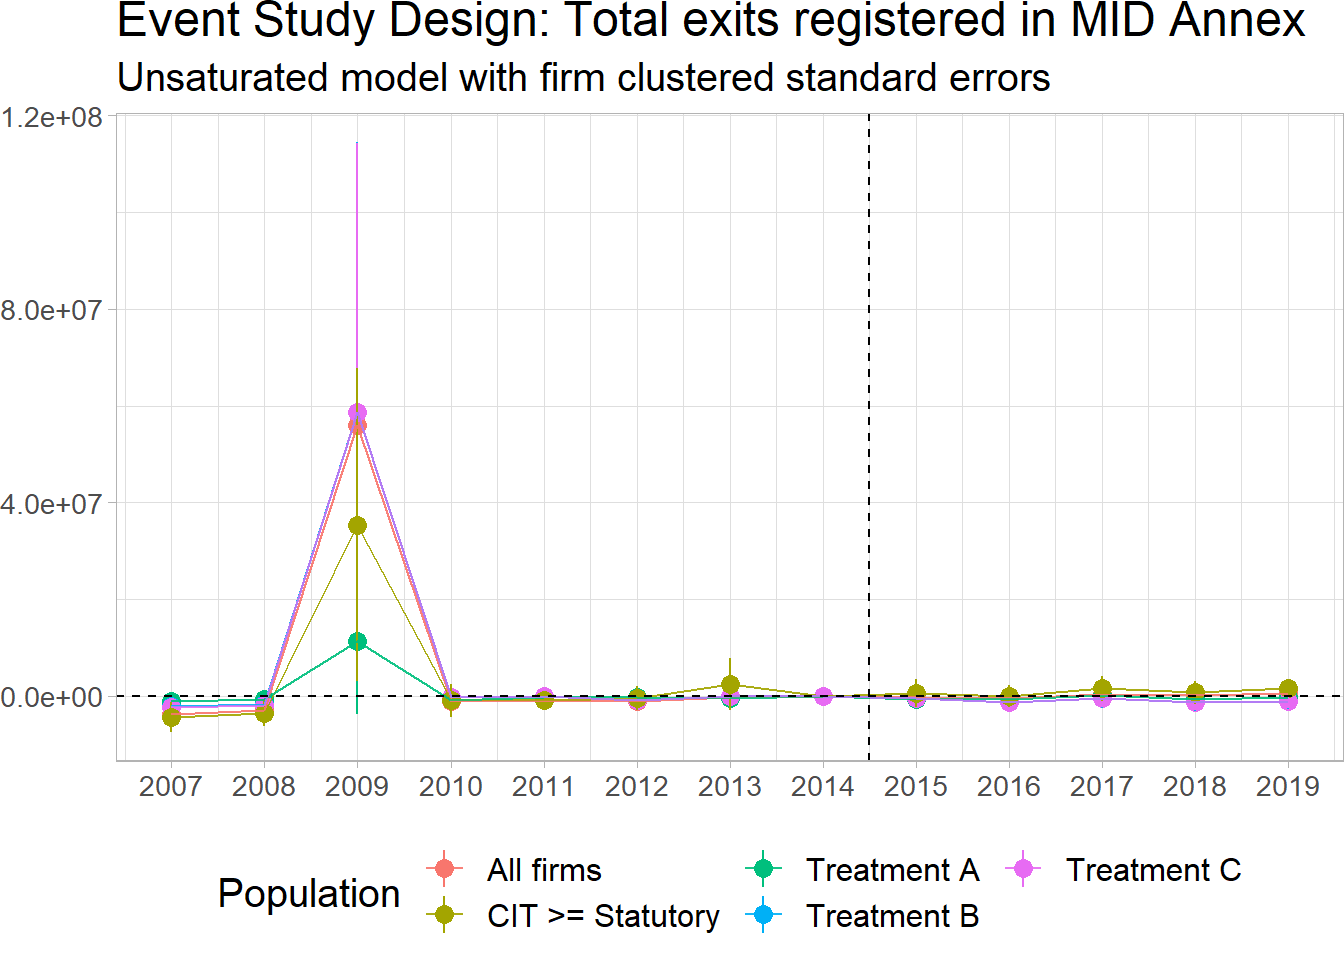 Event Study Design: Total exits registered in MID Annex
Unsaturated model with firm clustered standard errors
1.2e+08
8.0e+07
4.0e+07
0.0e+00
2007 2008 2009 2010 2011 2012 2013 2014 2015 2016 2017 2018 2019
Population
All firms Treatment A Treatment C
CIT >= Statutory Treatment B